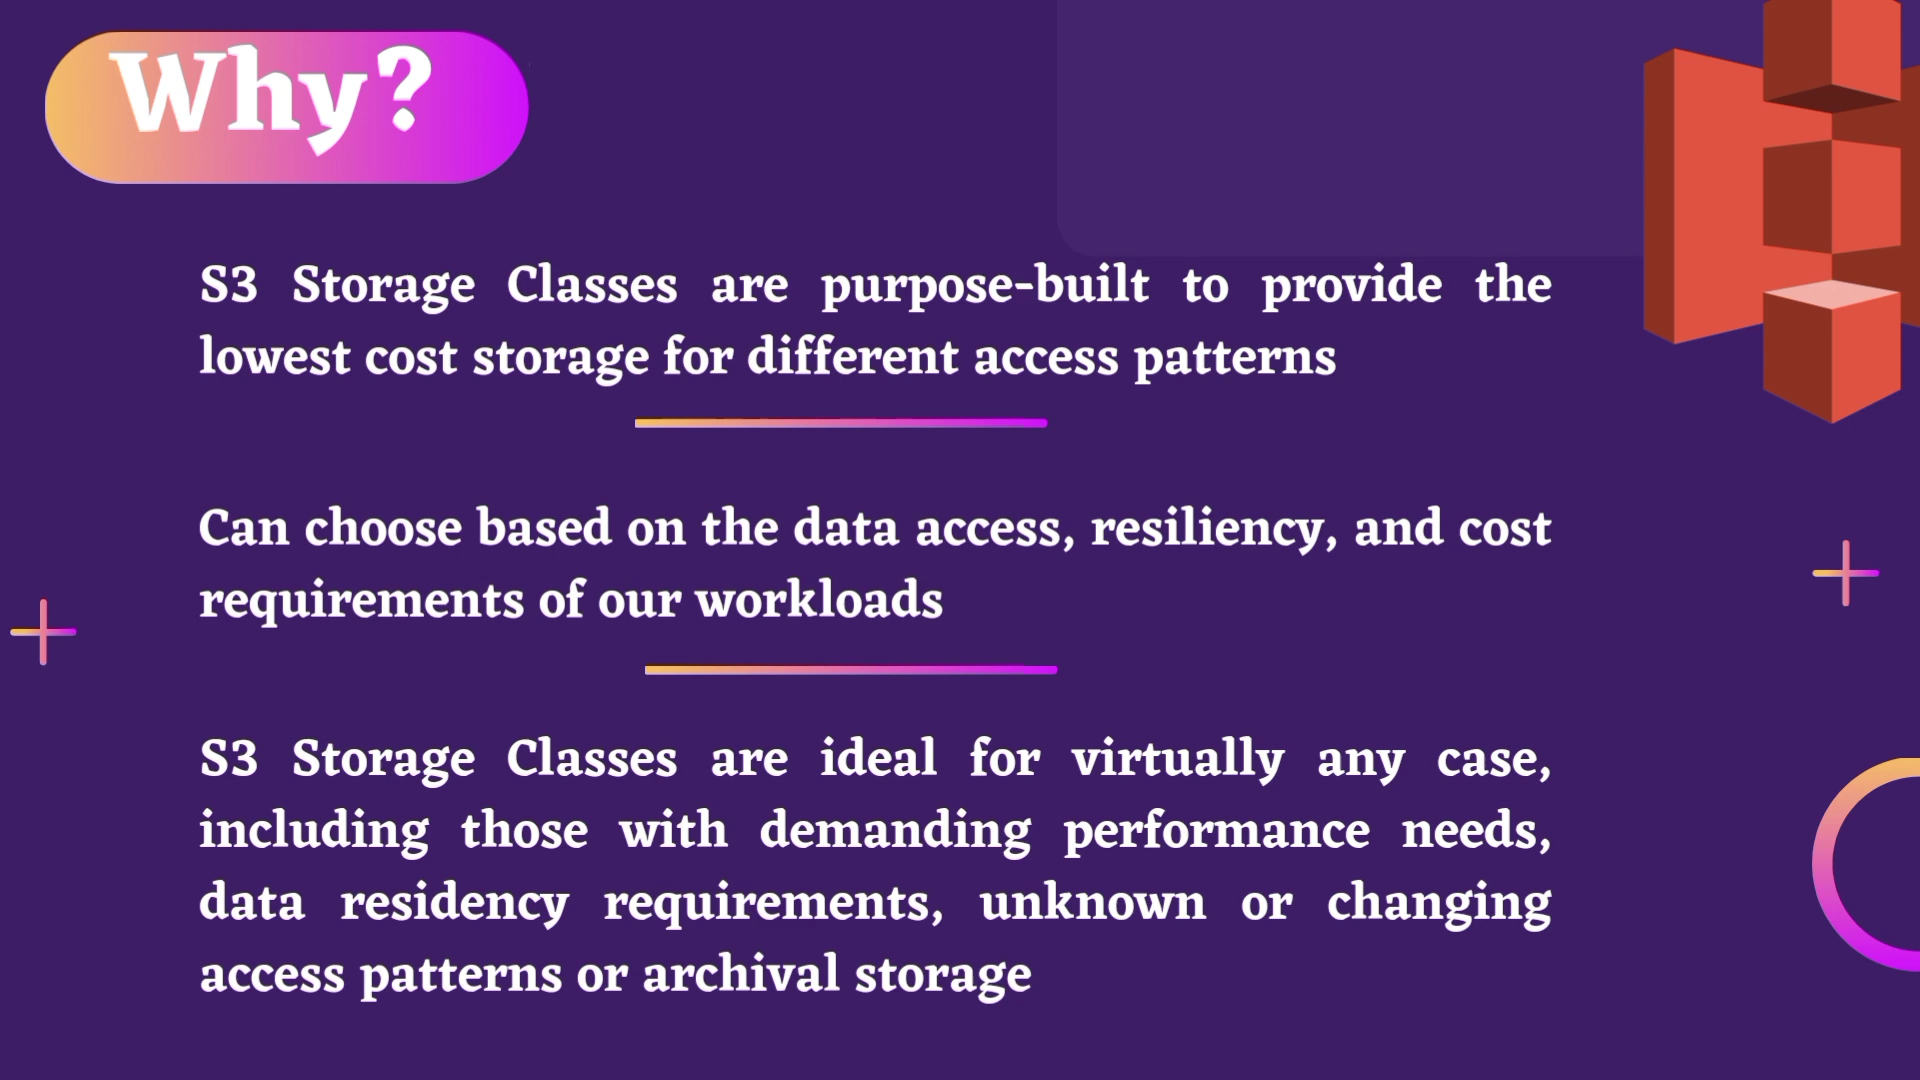 Why?
S3 Storage Classes are purpose-built to provide the
lowest cost storage for different access patterns
Can choose based on the data access, resiliency, and cost
requirements of our workloads
S3 Storage Classes are ideal for virtually any case,
including those with demanding performance needs,
data residency requirements, unknown or changing
access patterns or archival storage